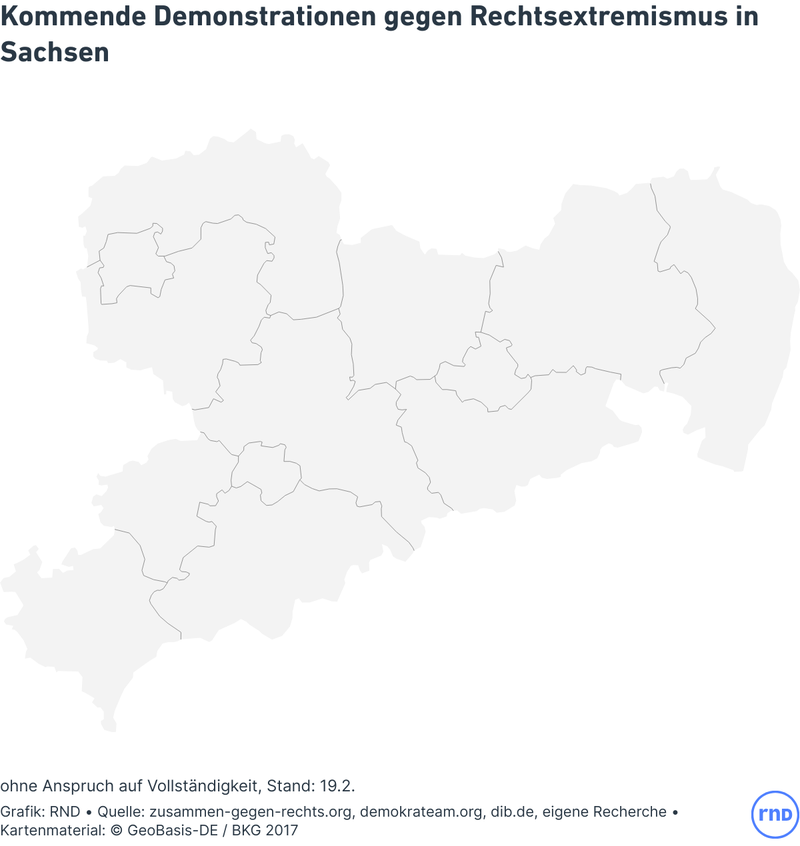 Kommende Demonstrationen gegen Rechtsextremismus in
Sachsen
ohne Anspruch auf Vollständigkeit, Stand: 19.2.
Grafik: RND • Quelle: zusammen-gegen-rechts.org, demokrateam.org, dib.de, eigene Recherche •
Kartenmaterial: © GeoBasis-DE / BKG 2017
rnd